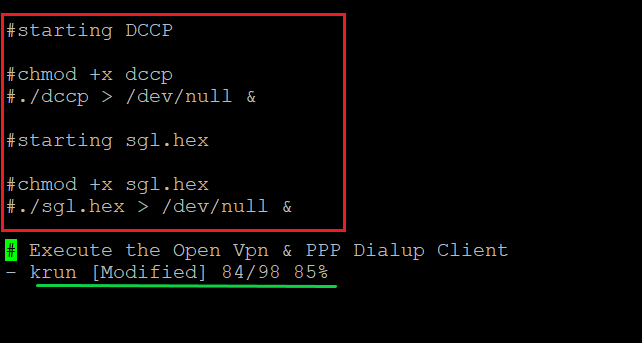 #starting DCCP
#chmod +x dccp
#./dccp > /dev/null &
#starting sgl.hex
#chmod +x sgl.hex
#./sgl.hex > /dev/null &
# Execute the Open Vpn & PPP Dialup Client
- krun [Modified] 84/98 85%